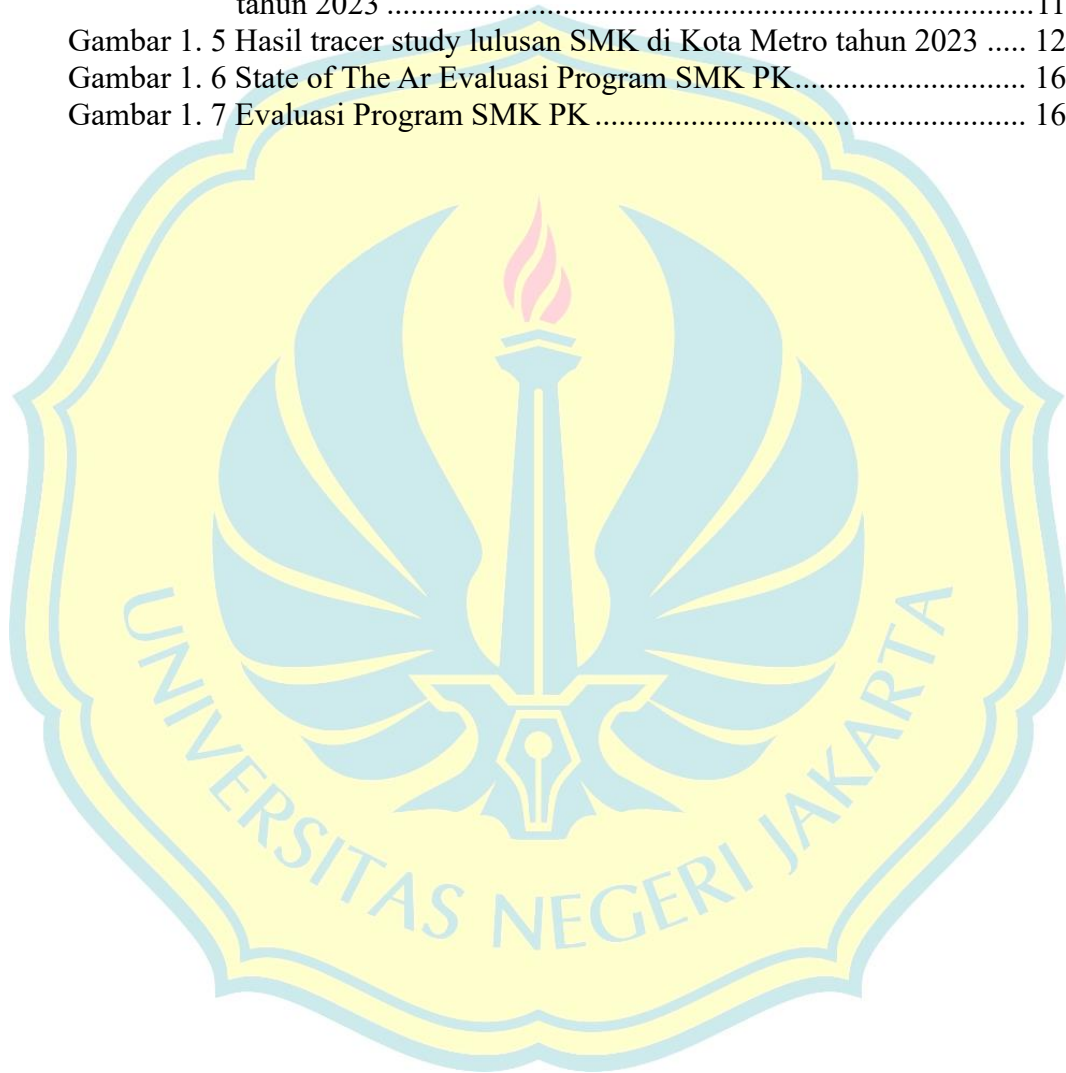 tahun 2023 ................................................................................11
Gambar 1. 5 Hasil tracer study lulusan SMK di Kota Metro tahun 2023 ..... 12
Gambar 1. 6 State of The Ar Evaluasi Program SMK PK............................. 16
Gambar 1. 7 Evaluasi Program SMK PK ...................................................... 16
UNIVERSITAS NEGERI JAKARTA